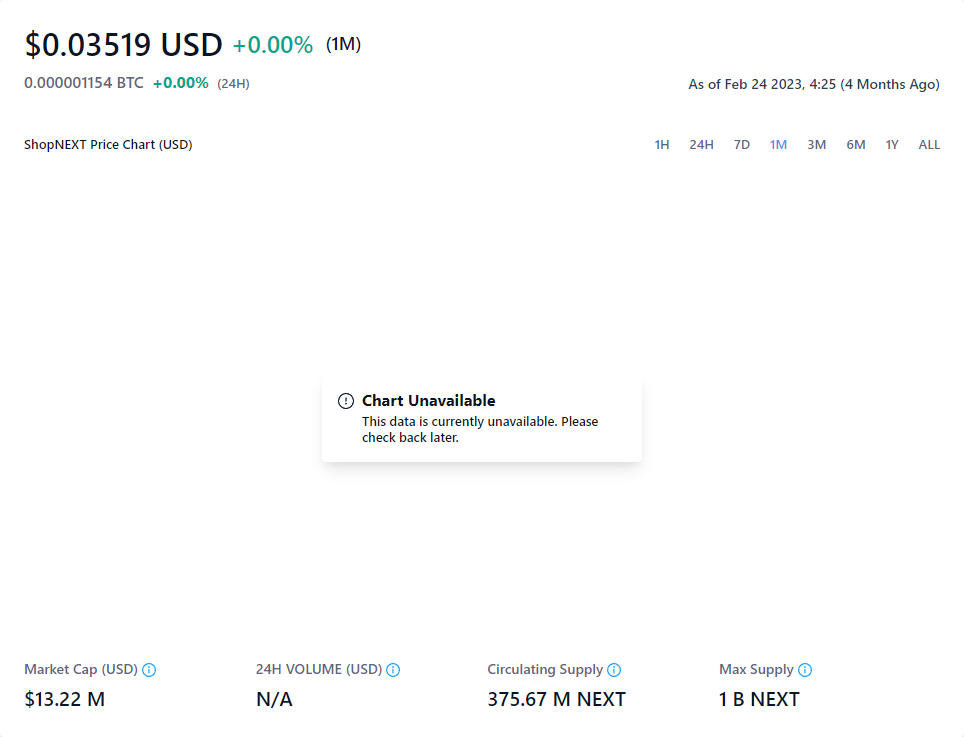 $0.03519 USD +0.00% (1M)
0.000001154 BTC +0.00% (24H)
As of Feb 24 2023, 4:25 (4 Months Ago)
ShopNEXT Price Chart (USD)
1H 24H 7D 1M 3M 6M 1Y ALL
Chart Unavailable
This data is currently unavailable. Please
check back later.
Market Cap (USD)
$13.22 M
24H VOLUME (USD)
N/A
Circulating Supply
375.67 M NEXT
Max Supply
1 B NEXT